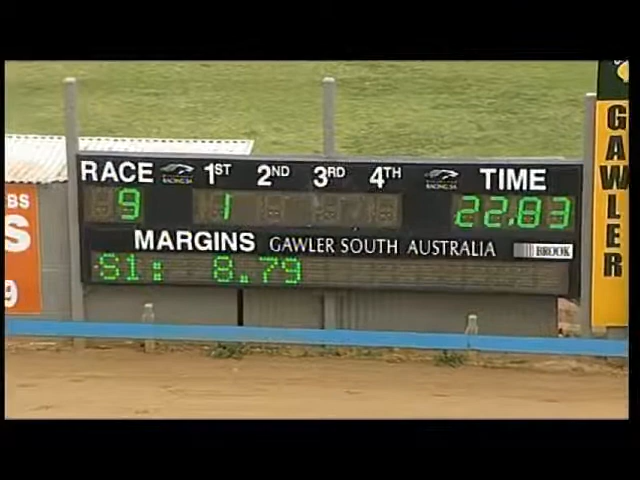 RACE 1ST 2ND 3RD 4TH TIME
9 1 22.83
MARGINS GAWLER SOUTH AUSTRALIA BROOK
S1: 8.79
GAWLER
BS
S
9